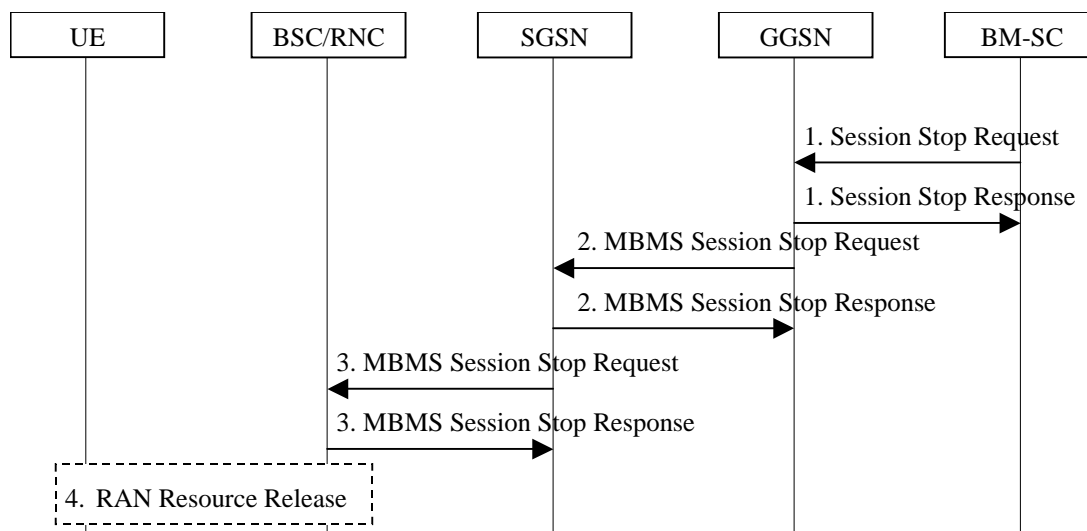 UE
BSC/RNC
SGSN
GGSN
BM-SC
1. Session Stop Request
1. Session Stop Response
2. MBMS Session Stop Request
2. MBMS Session Stop Response
3. MBMS Session Stop Request
3. MBMS Session Stop Response
4. RAN Resource Release